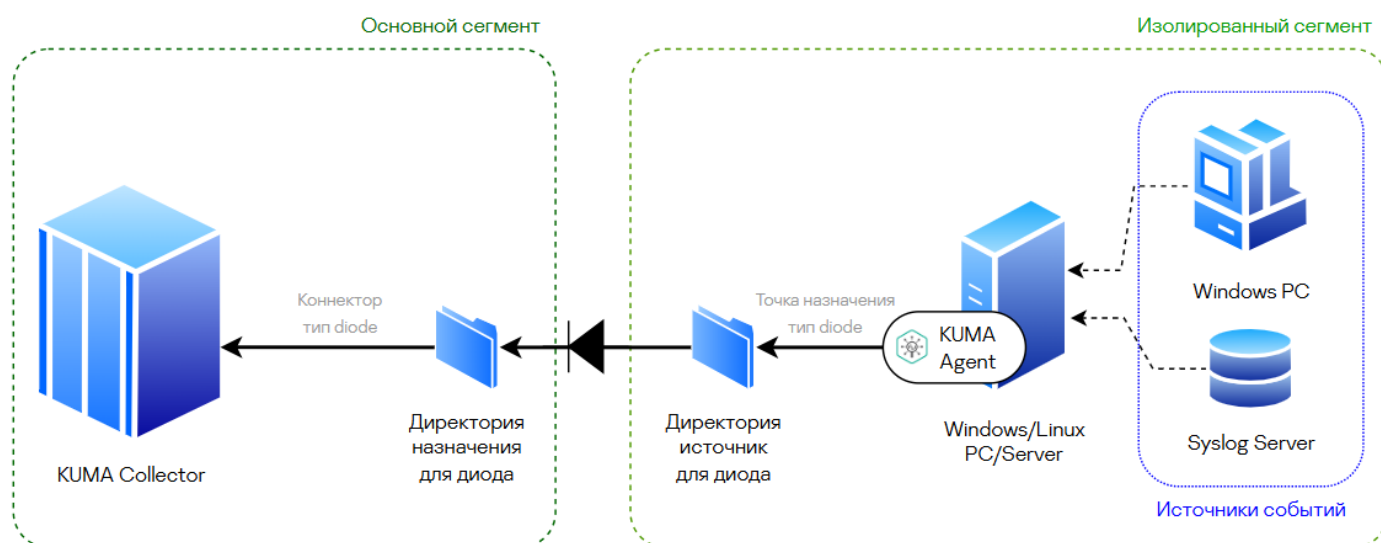 Основной сегмент
Изолированный сегмент
Коннектор
тип diode
Точка назначения
тип diode
KUMA
Agent
Windows PC
Директория
назначения
для диода
Директория
источник
для диода
Windows/Linux
PC/Server
Syslog Server
KUMA Collector
Источники событий